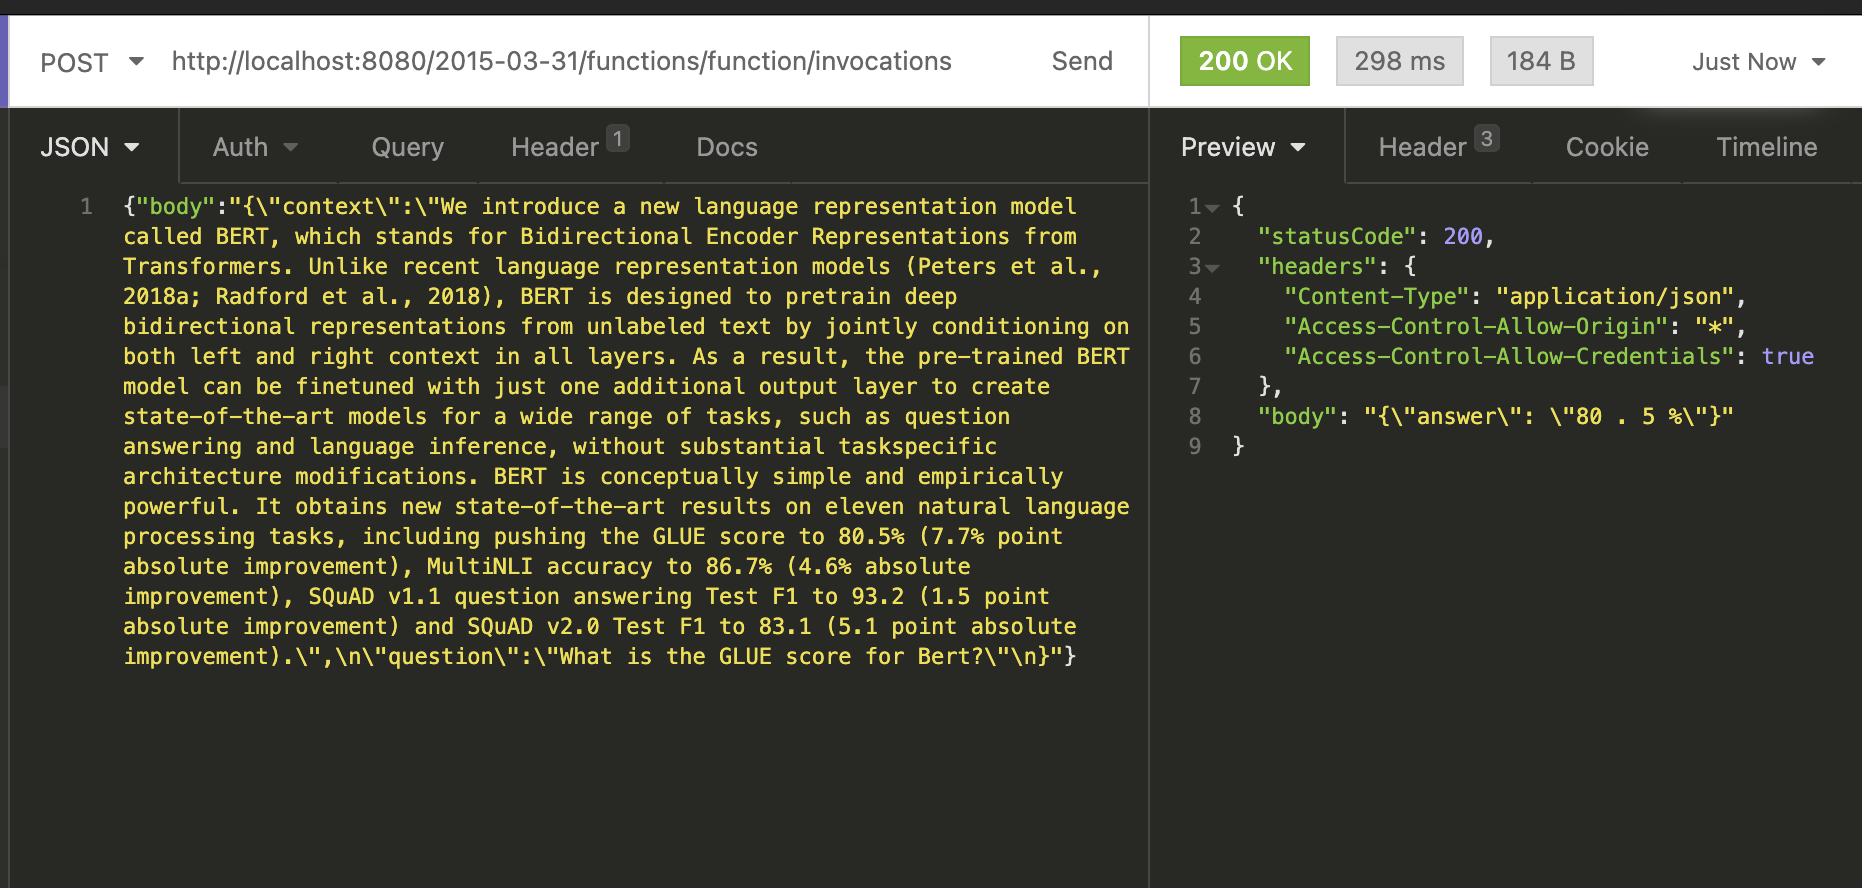 POST http://localhost:8080/2015-03-31/functions/function/invocations Send
200 OK 298 ms 184 B Just Now
JSON Auth Query Header 1 Docs
Preview Header 3 Cookie Timeline
1 {"body":"{\"context\":\"We introduce a new language representation model
called BERT, which stands for Bidirectional Encoder Representations from
Transformers. Unlike recent language representation models (Peters et al.,
2018a; Radford et al., 2018), BERT is designed to pretrain deep
bidirectional representations from unlabeled text by jointly conditioning on
both left and right context in all layers. As a result, the pre-trained BERT
model can be finetuned with just one additional output layer to create
state-of-the-art models for a wide range of tasks, such as question
answering and language inference, without substantial taskspecific
architecture modifications. BERT is conceptually simple and empirically
powerful. It obtains new state-of-the-art results on eleven natural language
processing tasks, including pushing the GLUE score to 80.5% (7.7% point
absolute improvement), MultiNLI accuracy to 86.7% (4.6% absolute
improvement), SQuAD v1.1 question answering Test F1 to 93.2 (1.5 point
absolute improvement) and SQuAD v2.0 Test F1 to 83.1 (5.1 point absolute
improvement).\",\n\"question\":\"What is the GLUE score for Bert?\"\n}"}
1 {
2 "statusCode": 200,
3 "headers": {
4 "Content-Type": "application/json",
5 "Access-Control-Allow-Origin": "*",
6 "Access-Control-Allow-Credentials": true
7 },
8 "body": "{\"answer\": \"80 . 5 %\"}"
9 }